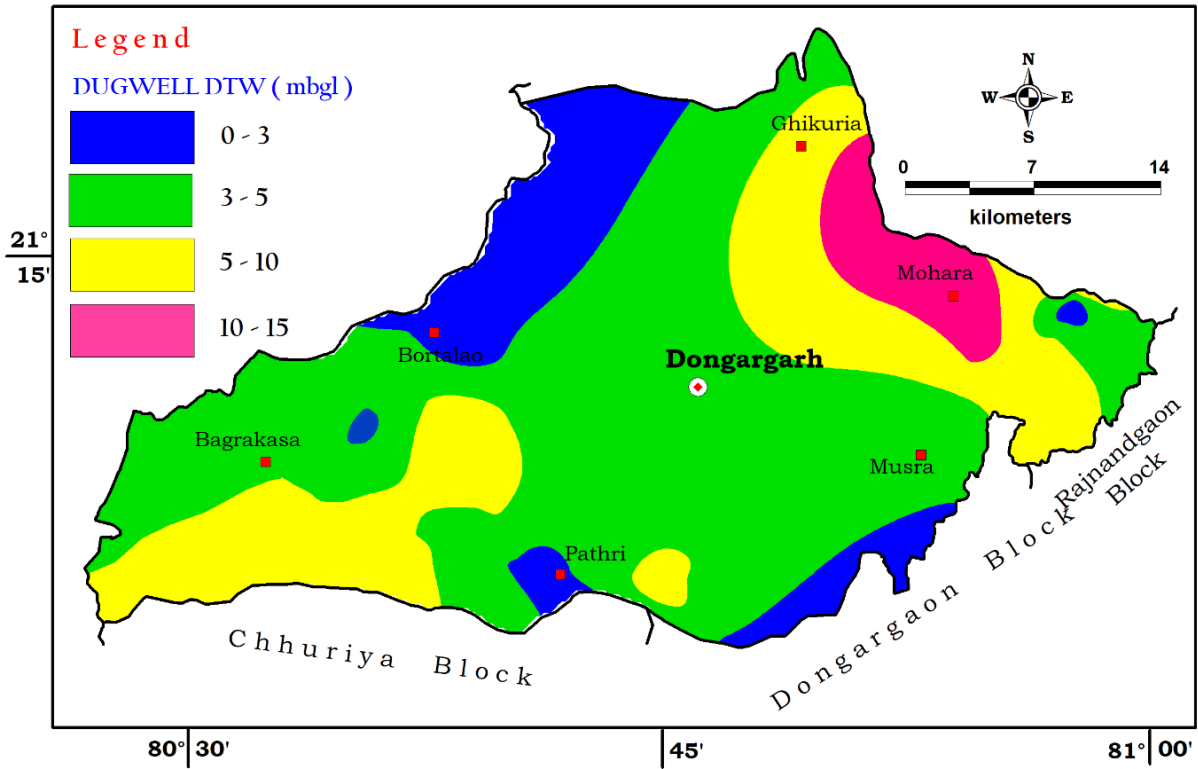 Legend
DUGWELL DTW ( mbgl )
0 - 3
3 - 5
5 - 10
10 - 15
N
W E
S
0 7 14
kilometers
21°
15'
Ghikuria
Mohara
Bortalao
Dongargarh
Bagrakasa
Musra
Pathri
Rajnandgaon
Block
Dongargaon Block
Chhuriya Block
80° 30' 45' 81° 00'